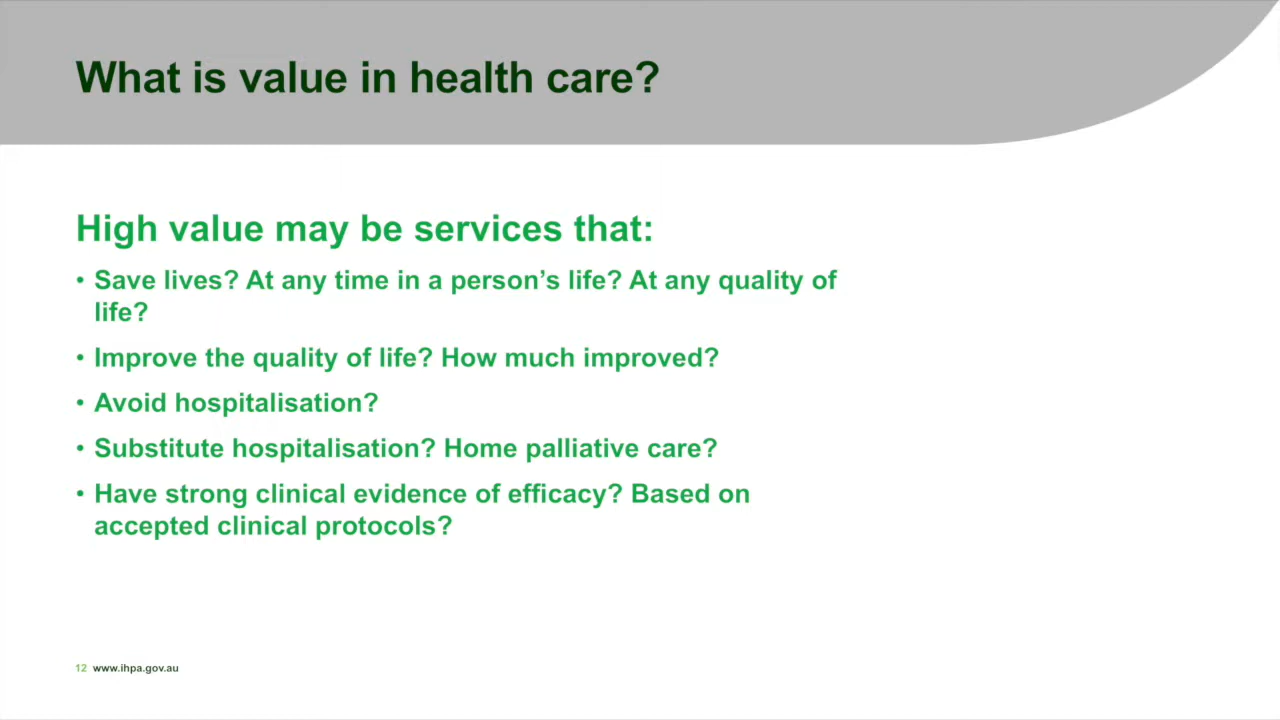 What is value in health care?
High value may be services that:
• Save lives? At any time in a person’s life? At any quality of
life?
• Improve the quality of life? How much improved?
• Avoid hospitalisation?
• Substitute hospitalisation? Home palliative care?
• Have strong clinical evidence of efficacy? Based on
accepted clinical protocols?
12 www.ihpa.gov.au